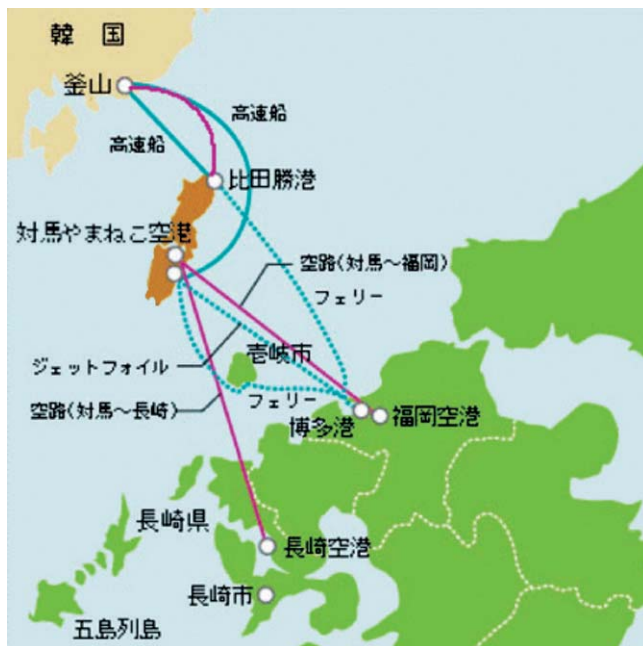 韓国
釜山
高速船
高速船
比田勝港
対馬やまねこ空港
空路(対馬～福岡)
フェリー
壱岐市
ジェットフォイル
フェリー
空路(対馬～長崎)
博多港
福岡空港
長崎県
長崎空港
長崎市
五島列島